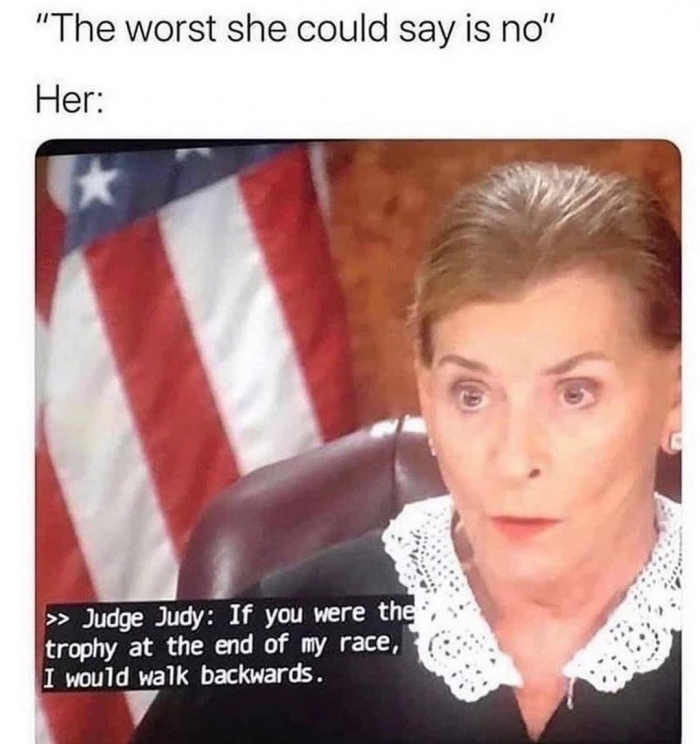 "The worst she could say is no"
Her:
>> Judge Judy: If you were the
trophy at the end of my race,
I would walk backwards.